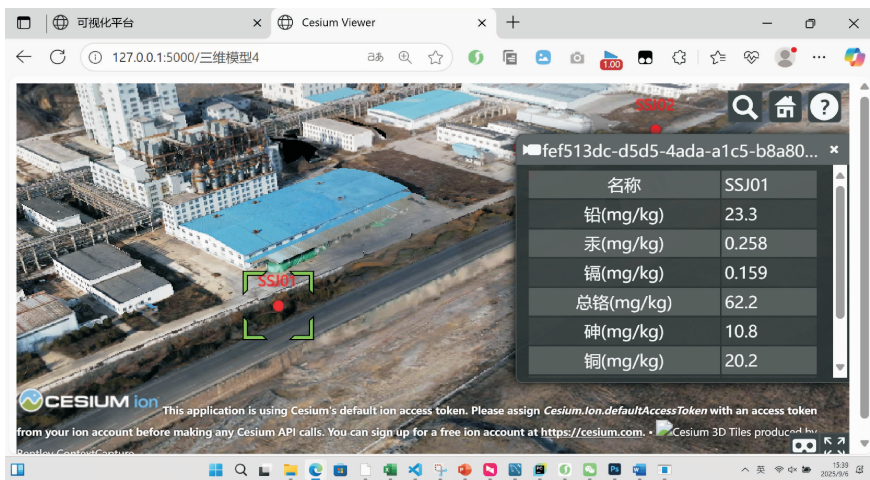 可视化平台
Cesium Viewer
127.0.0.1:5000/三维模型4
1.00
SSJ02
fef513dc-d5d5-4ada-a1c5-b8a80...
名称 SSJ01
铅(mg/kg) 23.3
汞(mg/kg) 0.258
镉(mg/kg) 0.159
总铬(mg/kg) 62.2
砷(mg/kg) 10.8
铜(mg/kg) 20.2
SSJ01
CESIUM ion
This application is using Cesium's default ion access token. Please assign Cesium.Ion.defaultAccessToken with an access token
from your ion account before making any Cesium API calls. You can sign up for a free ion account at https://cesium.com. • Cesium 3D Tiles produced by
Bentley ContextCapture
英
15:39
2025/9/6